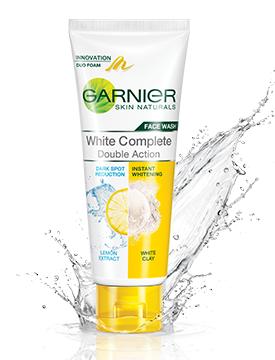 INNOVATION
DUO FOAM
GARNIER
SKIN NATURALS
FACE WASH
White Complete
Double Action
DARK SPOT REDUCTION
INSTANT WHITENING
LEMON EXTRACT
WHITE CLAY